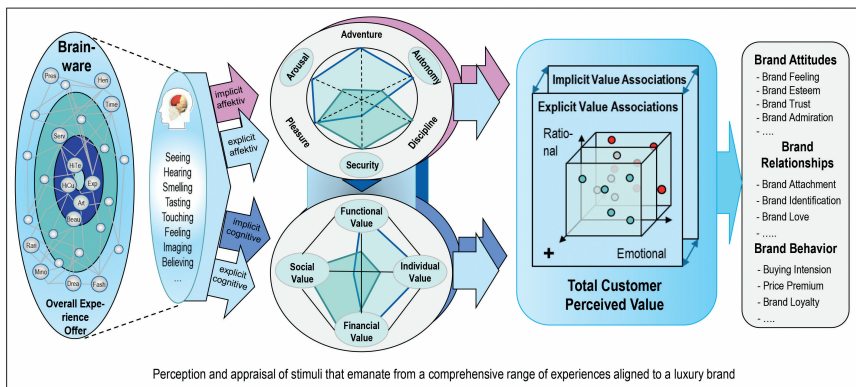 Brain-
ware
Pres
Heri
Time
Serv
HiTe
HiCu
Exp
Art
Beau
Rari
Mino
Drea
Fash
Overall Expe-
rience
Offer
Seeing
Hearing
Smelling
Tasting
Touching
Feeling
Imaging
Believing
...
implicit
affektiv
explicit
affektiv
implicit
cognitive
explicit
cognitive
Adventure
Arousal
Autonomy
Pleasure
Discipline
Security
Functional
Value
Social
Value
Individual
Value
Financial
Value
Implicit Value Associations
Explicit Value Associations
Ratio-
nal
+
Emotional
Total Customer
Perceived Value
Brand Attitudes
- Brand Feeling
- Brand Esteem
- Brand Trust
- Brand Admiration
- ....
Brand
Relationships
- Brand Attachment
- Brand Identification
- Brand Love
- .....
Brand Behavior
- Buying Intension
- Price Premium
- Brand Loyalty
- ....
Perception and appraisal of stimuli that emanate from a comprehensive range of experiences aligned to a luxury brand